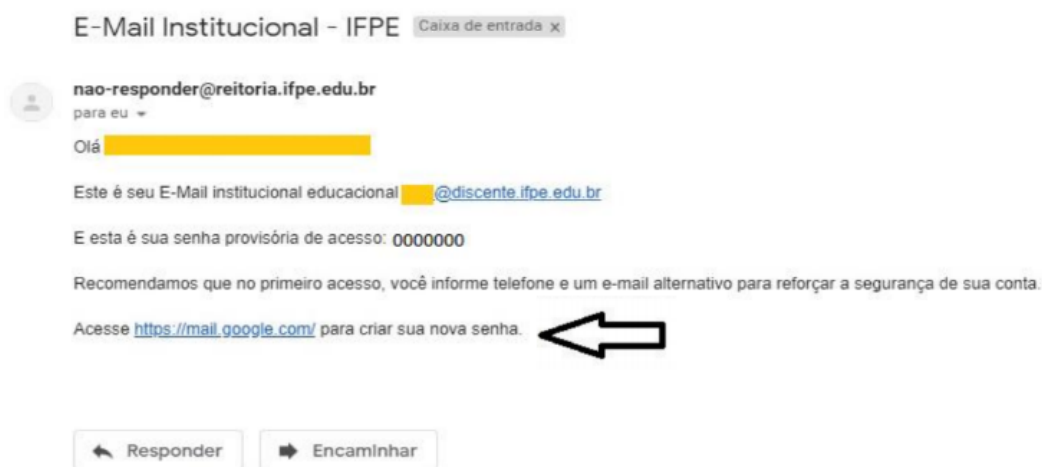 E-Mail Institucional - IFPE Caixa de entrada x
nao-responder@reitoria.ifpe.edu.br
para eu
Olá
Este é seu E-Mail institucional educacional @discente.ifpe.edu.br
E esta é sua senha provisória de acesso: 0000000
Recomendamos que no primeiro acesso, você informe telefone e um e-mail alternativo para reforçar a segurança de sua conta.
Acesse https://mail.google.com/ para criar sua nova senha.
Responder Encaminhar